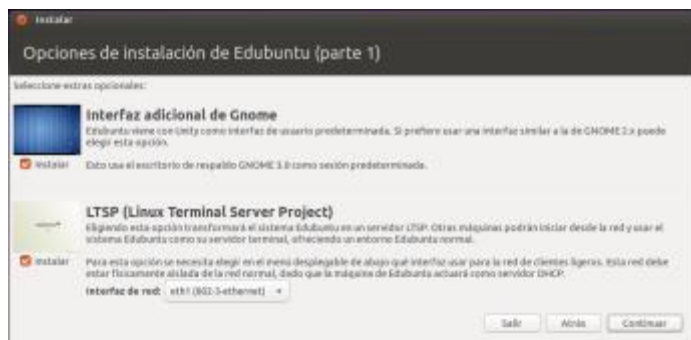 Instalar
Opciones de instalación de Edubuntu (parte 1)
Seleccione extras opcionales:
Interfaz adicional de Gnome
Edubuntu viene con Unity como interfaz de usuario predeterminada. Si prefiere usar una interfaz similar a la de GNOME 2.x puede
elegir esta opción.
Instalar
Esto usa el escritorio de respaldo GNOME 3.0 como sesión predeterminada.
LTSP (Linux Terminal Server Project)
Eligiendo esta opción transformará el sistema Edubuntu en un servidor LTSP. Otras máquinas podrán iniciar desde la red y usar el
sistema Edubuntu como su servidor terminal, ofreciendo un entorno Edubuntu normal.
Instalar
Para esta opción se necesita elegir en el menú desplegable de abajo qué interfaz usar para la red de clientes ligeros. Esta red debe
estar físicamente aislada de la red normal, dado que la máquina de Edubuntu actuará como servidor DHCP.
Interfaz de red: eth1 (802-3-ethernet)
Salir Atrás Continuar